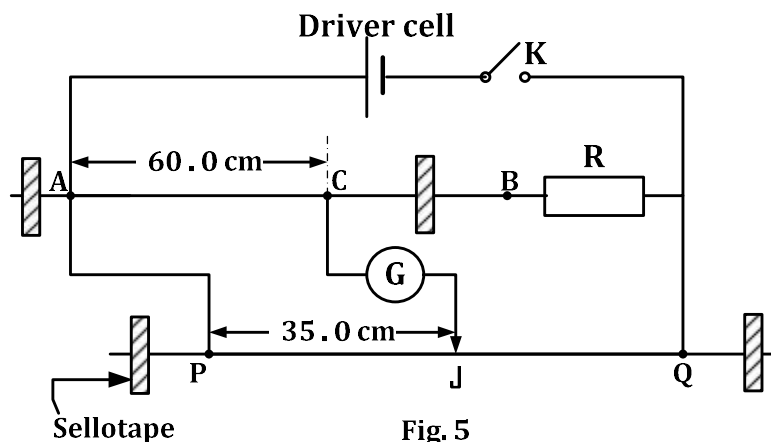 Driver cell
K
60.0 cm
R
A
C
B
G
35.0 cm
P
J
Q
Sellotape
Fig. 5